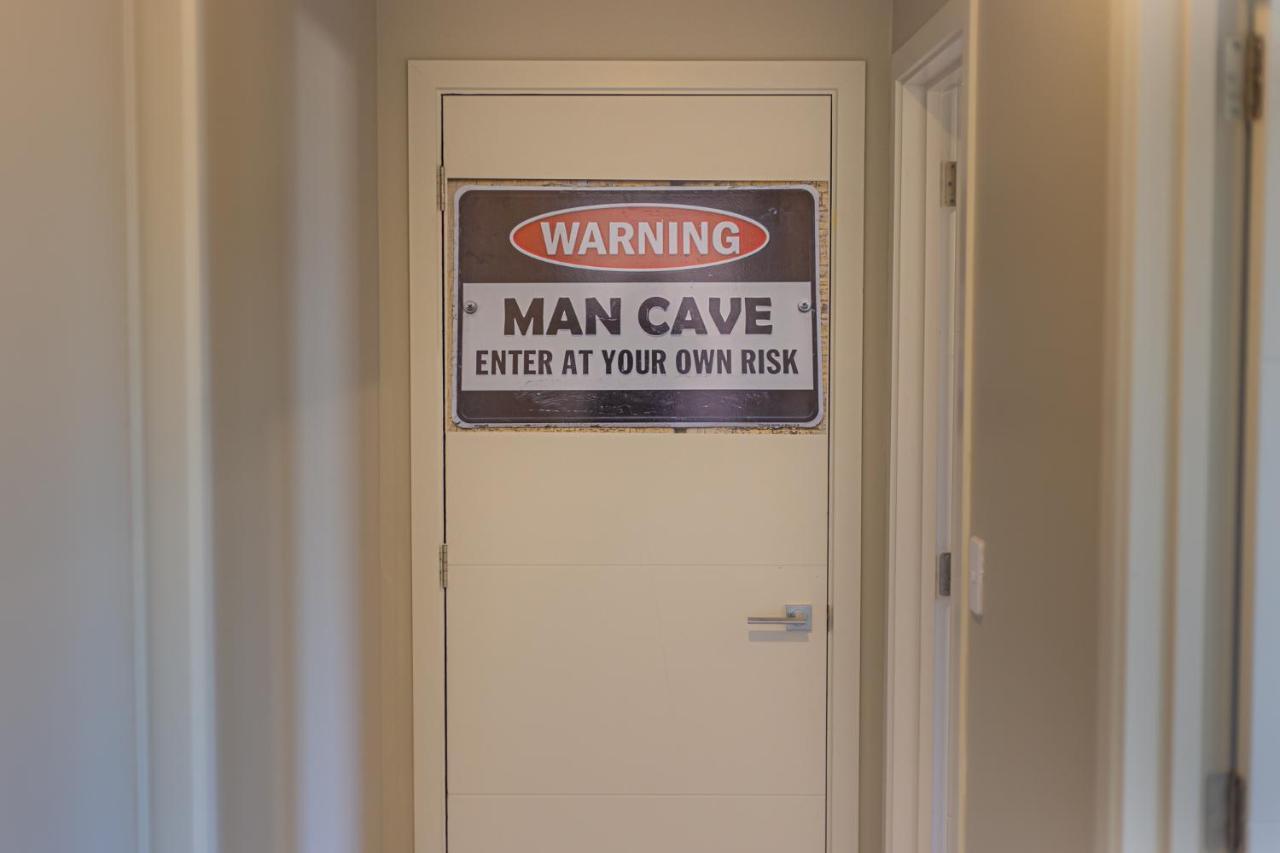 WARNING
MAN CAVE
ENTER AT YOUR OWN RISK